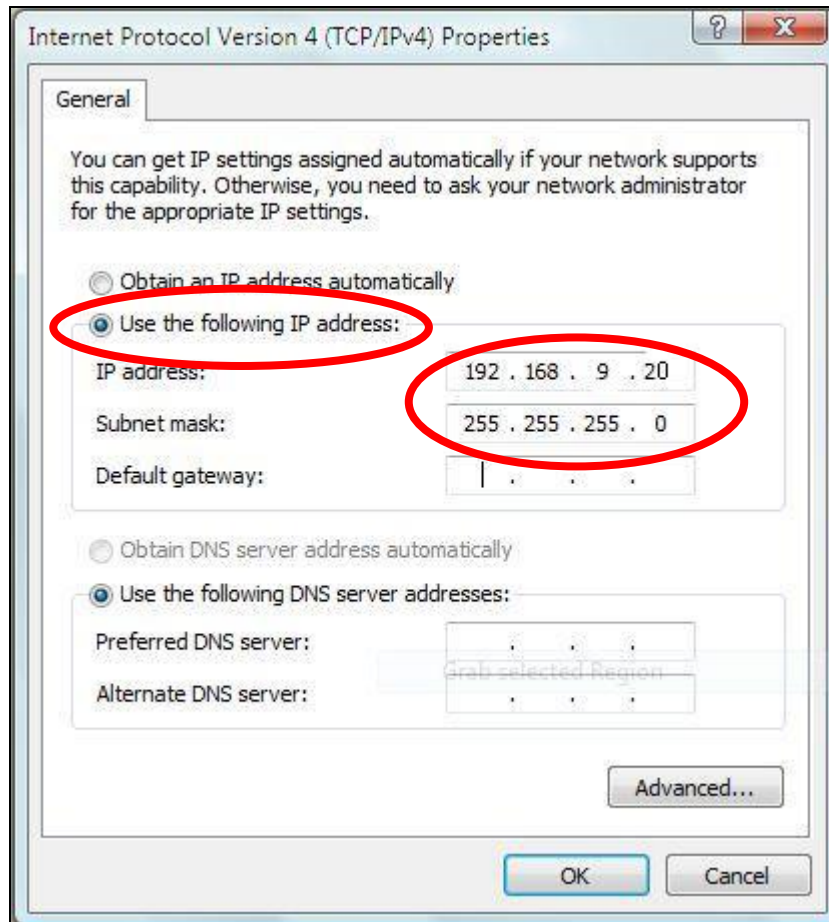 Internet Protocol Version 4 (TCP/IPv4) Properties
General
You can get IP settings assigned automatically if your network supports
this capability. Otherwise, you need to ask your network administrator
for the appropriate IP settings.
Obtain an IP address automatically
Use the following IP address:
IP address: 192 . 168 . 9 . 20
Subnet mask: 255 . 255 . 255 . 0
Default gateway: . . .
Obtain DNS server address automatically
Use the following DNS server addresses:
Preferred DNS server: . . .
Grab selected Region
Alternate DNS server: . . .
Advanced...
OK Cancel